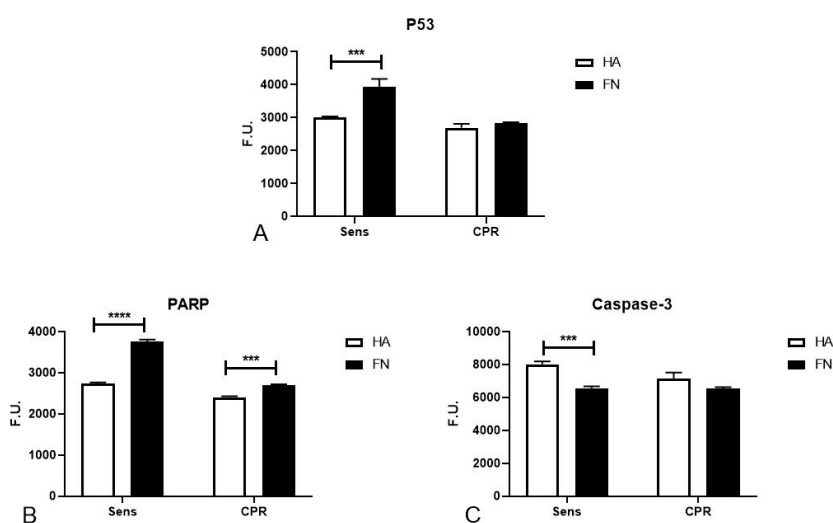 P53
5000
4000
3000
2000
1000
0
F.U.
***
Sens
CPR
HA
FN
A
PARP
4000
3000
2000
1000
0
F.U.
****
***
Sens
CPR
HA
FN
B
Caspase-3
10000
8000
6000
4000
2000
0
F.U.
***
Sens
CPR
HA
FN
C